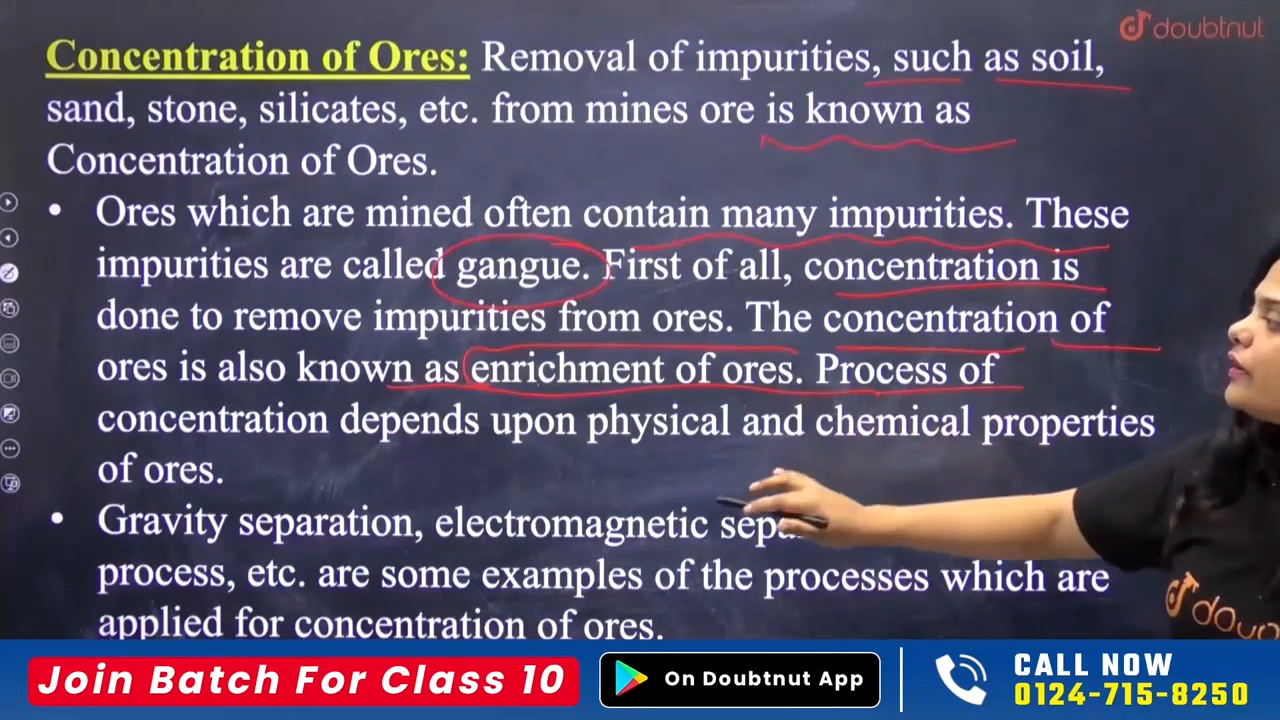 doubtnut
Concentration of Ores: Removal of impurities, such as soil,
sand, stone, silicates, etc. from mines ore is known as
Concentration of Ores.
• Ores which are mined often contain many impurities. These
impurities are called gangue. First of all, concentration is
done to remove impurities from ores. The concentration of
ores is also known as enrichment of ores. Process of
concentration depends upon physical and chemical properties
of ores.
• Gravity separation, electromagnetic
process, etc. are some examples of the processes which are
applied for concentration of ores.
Join Batch For Class 10
On Doubtnut App
CALL NOW
0124-715-8250